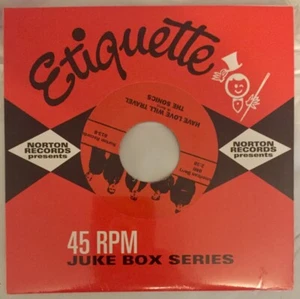 Etiquette
NORTON
RECORDS
presents
NORTON
RECORDS
presents
HAVE LOVE WILL TRAVEL
THE SONICS
45 RPM
JUKE BOX SERIES